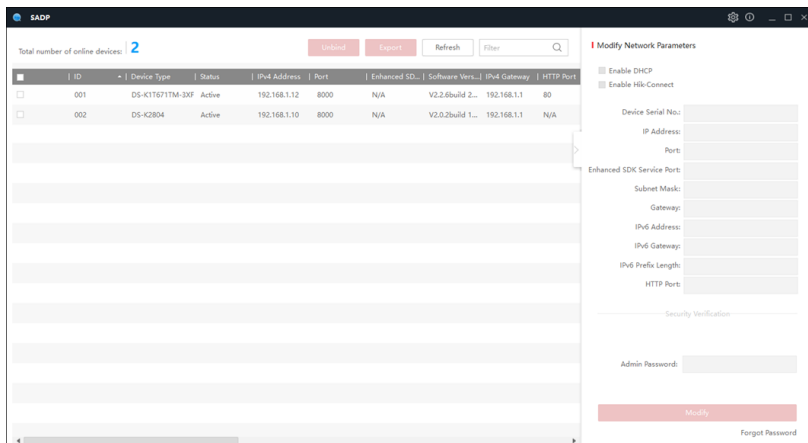 SADP
Total number of online devices: 2
Unbind Export Refresh Filter
ID Device Type Status IPv4 Address Port Enhanced SD... Software Vers... IPv4 Gateway HTTP Port
001 DS-K1T671TM-3XF Active 192.168.1.12 8000 N/A V2.2.6build 2... 192.168.1.1 80
002 DS-K2804 Active 192.168.1.10 8000 N/A V2.0.2build 1... 192.168.1.1 N/A
Modify Network Parameters
Enable DHCP
Enable Hik-Connect
Device Serial No.:
IP Address:
Port:
Enhanced SDK Service Port:
Subnet Mask:
Gateway:
IPv6 Address:
IPv6 Gateway:
IPv6 Prefix Length:
HTTP Port:
Security Verification
Admin Password:
Modify
Forgot Password